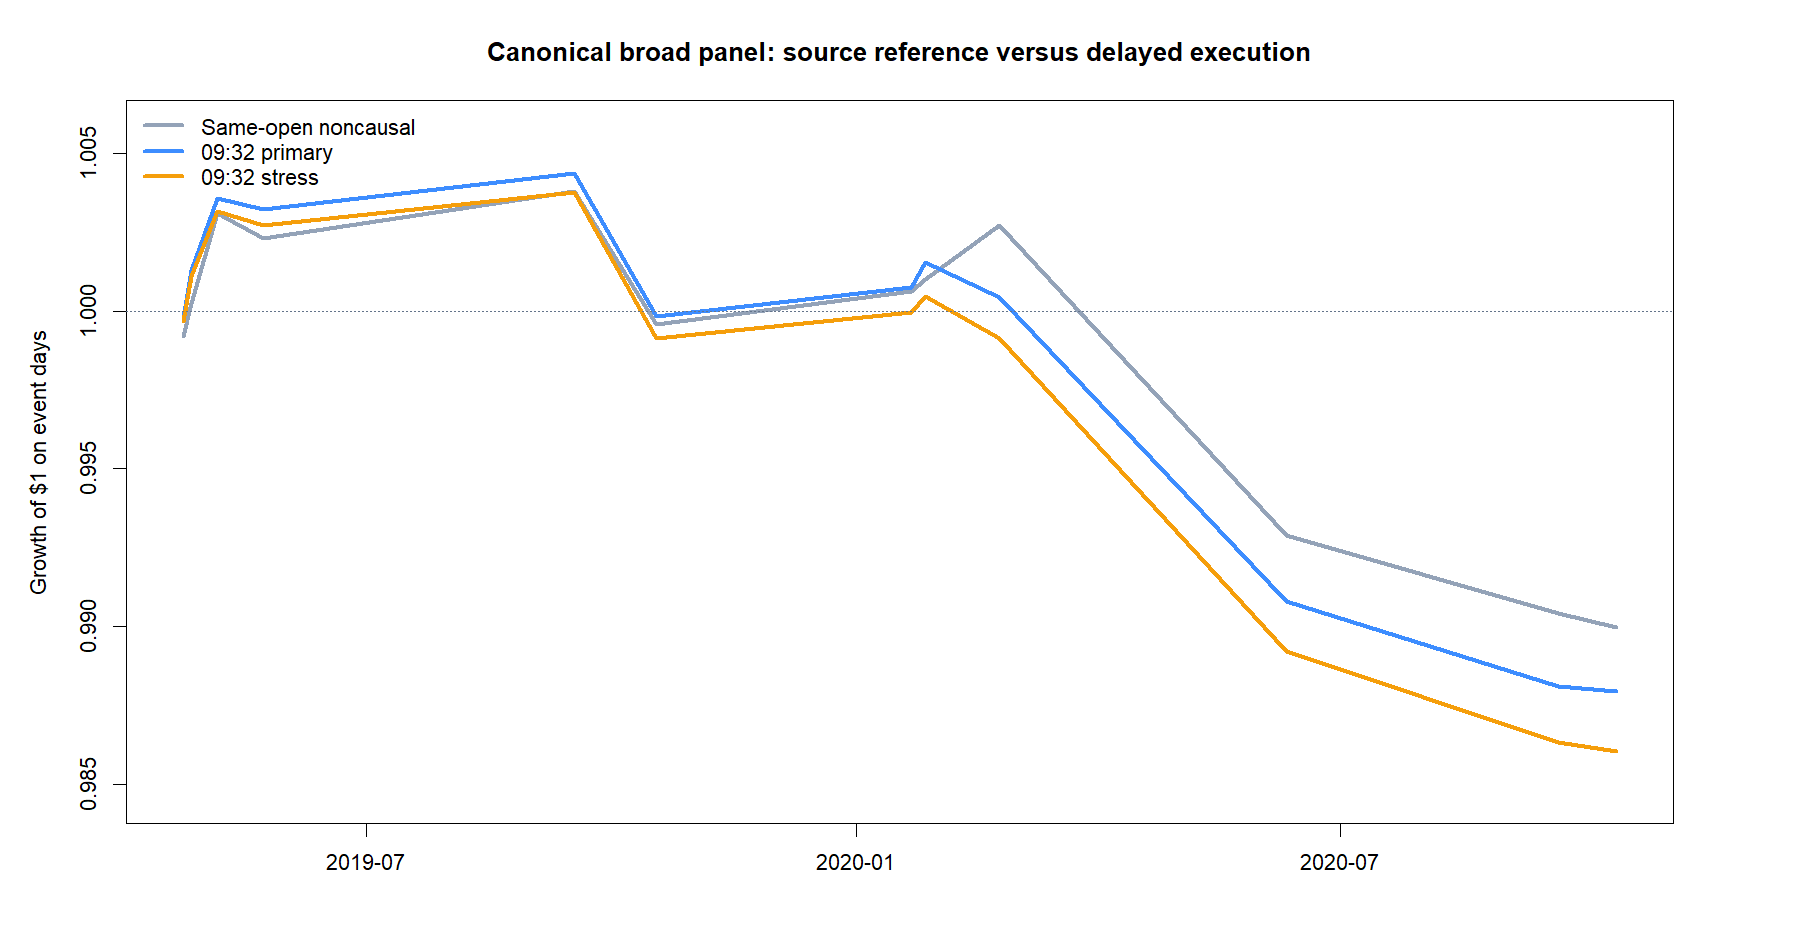 Canonical broad panel: source reference versus delayed execution
Same-open noncausal
09:32 primary
09:32 stress
Growth of $1 on event days
1.005
1.000
0.995
0.990
0.985
2019-07
2020-01
2020-07